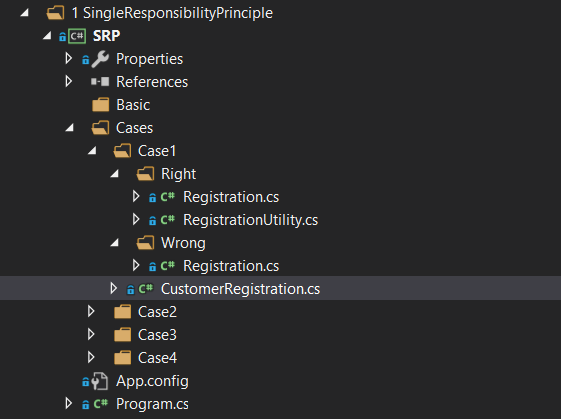 1 SingleResponsibilityPrinciple
C# SRP
Properties
References
Basic
Cases
Case1
Right
C# Registration.cs
C# RegistrationUtility.cs
Wrong
C# Registration.cs
C# CustomerRegistration.cs
Case2
Case3
Case4
App.config
C# Program.cs